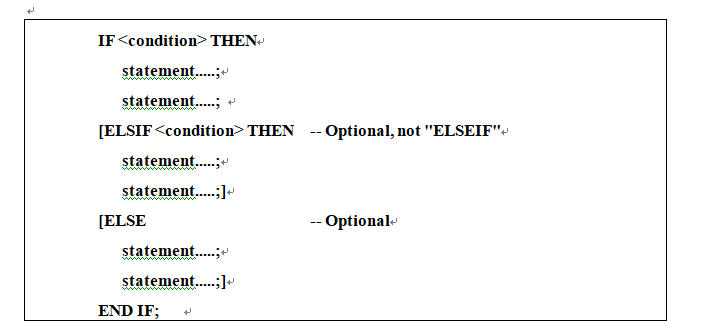 IF <condition> THEN
statement.....;
statement.....;
[ELSIF <condition> THEN -- Optional, not "ELSEIF"
statement.....;
statement.....;]
[ELSE -- Optional
statement.....;
statement.....;]
END IF;